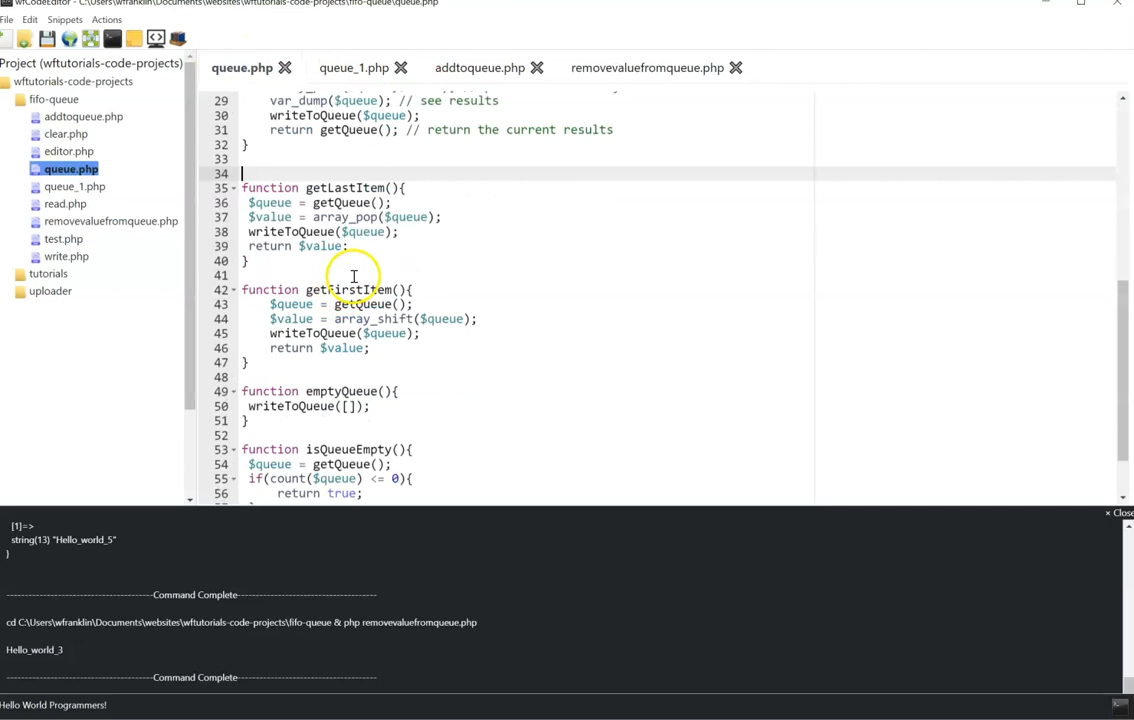 wfCodeEditor - C:\Users\wfranklin\Documents\websites\wftutorials-code-projects\fifo-queue\queue.php
File Edit Snippets Actions
Project (wftutorials-code-projects)
wftutorials-code-projects
fifo-queue
addtoqueue.php
clear.php
editor.php
queue.php
queue_1.php
read.php
removevaluefromqueue.php
test.php
write.php
tutorials
uploader
queue.php queue_1.php addtoqueue.php removevaluefromqueue.php
29 var_dump($queue); // see results
30 writeToQueue($queue);
31 return getQueue(); // return the current results
32 }
33
34
35 function getLastItem(){
36 $queue = getQueue();
37 $value = array_pop($queue);
38 writeToQueue($queue);
39 return $value;
40 }
41
42 function getFirstItem(){
43 $queue = getQueue();
44 $value = array_shift($queue);
45 writeToQueue($queue);
46 return $value;
47 }
48
49 function emptyQueue(){
50 writeToQueue([]);
51 }
52
53 function isQueueEmpty(){
54 $queue = getQueue();
55 if(count($queue) <= 0){
56 return true;
× Close
[1]=>
string(13) "Hello_world_5"
}
----------------------------------------Command Complete-------------------------------------
cd C:\Users\wfranklin\Documents\websites\wftutorials-code-projects\fifo-queue & php removevaluefromqueue.php
Hello_world_3
----------------------------------------Command Complete-------------------------------------
Hello World Programmers!